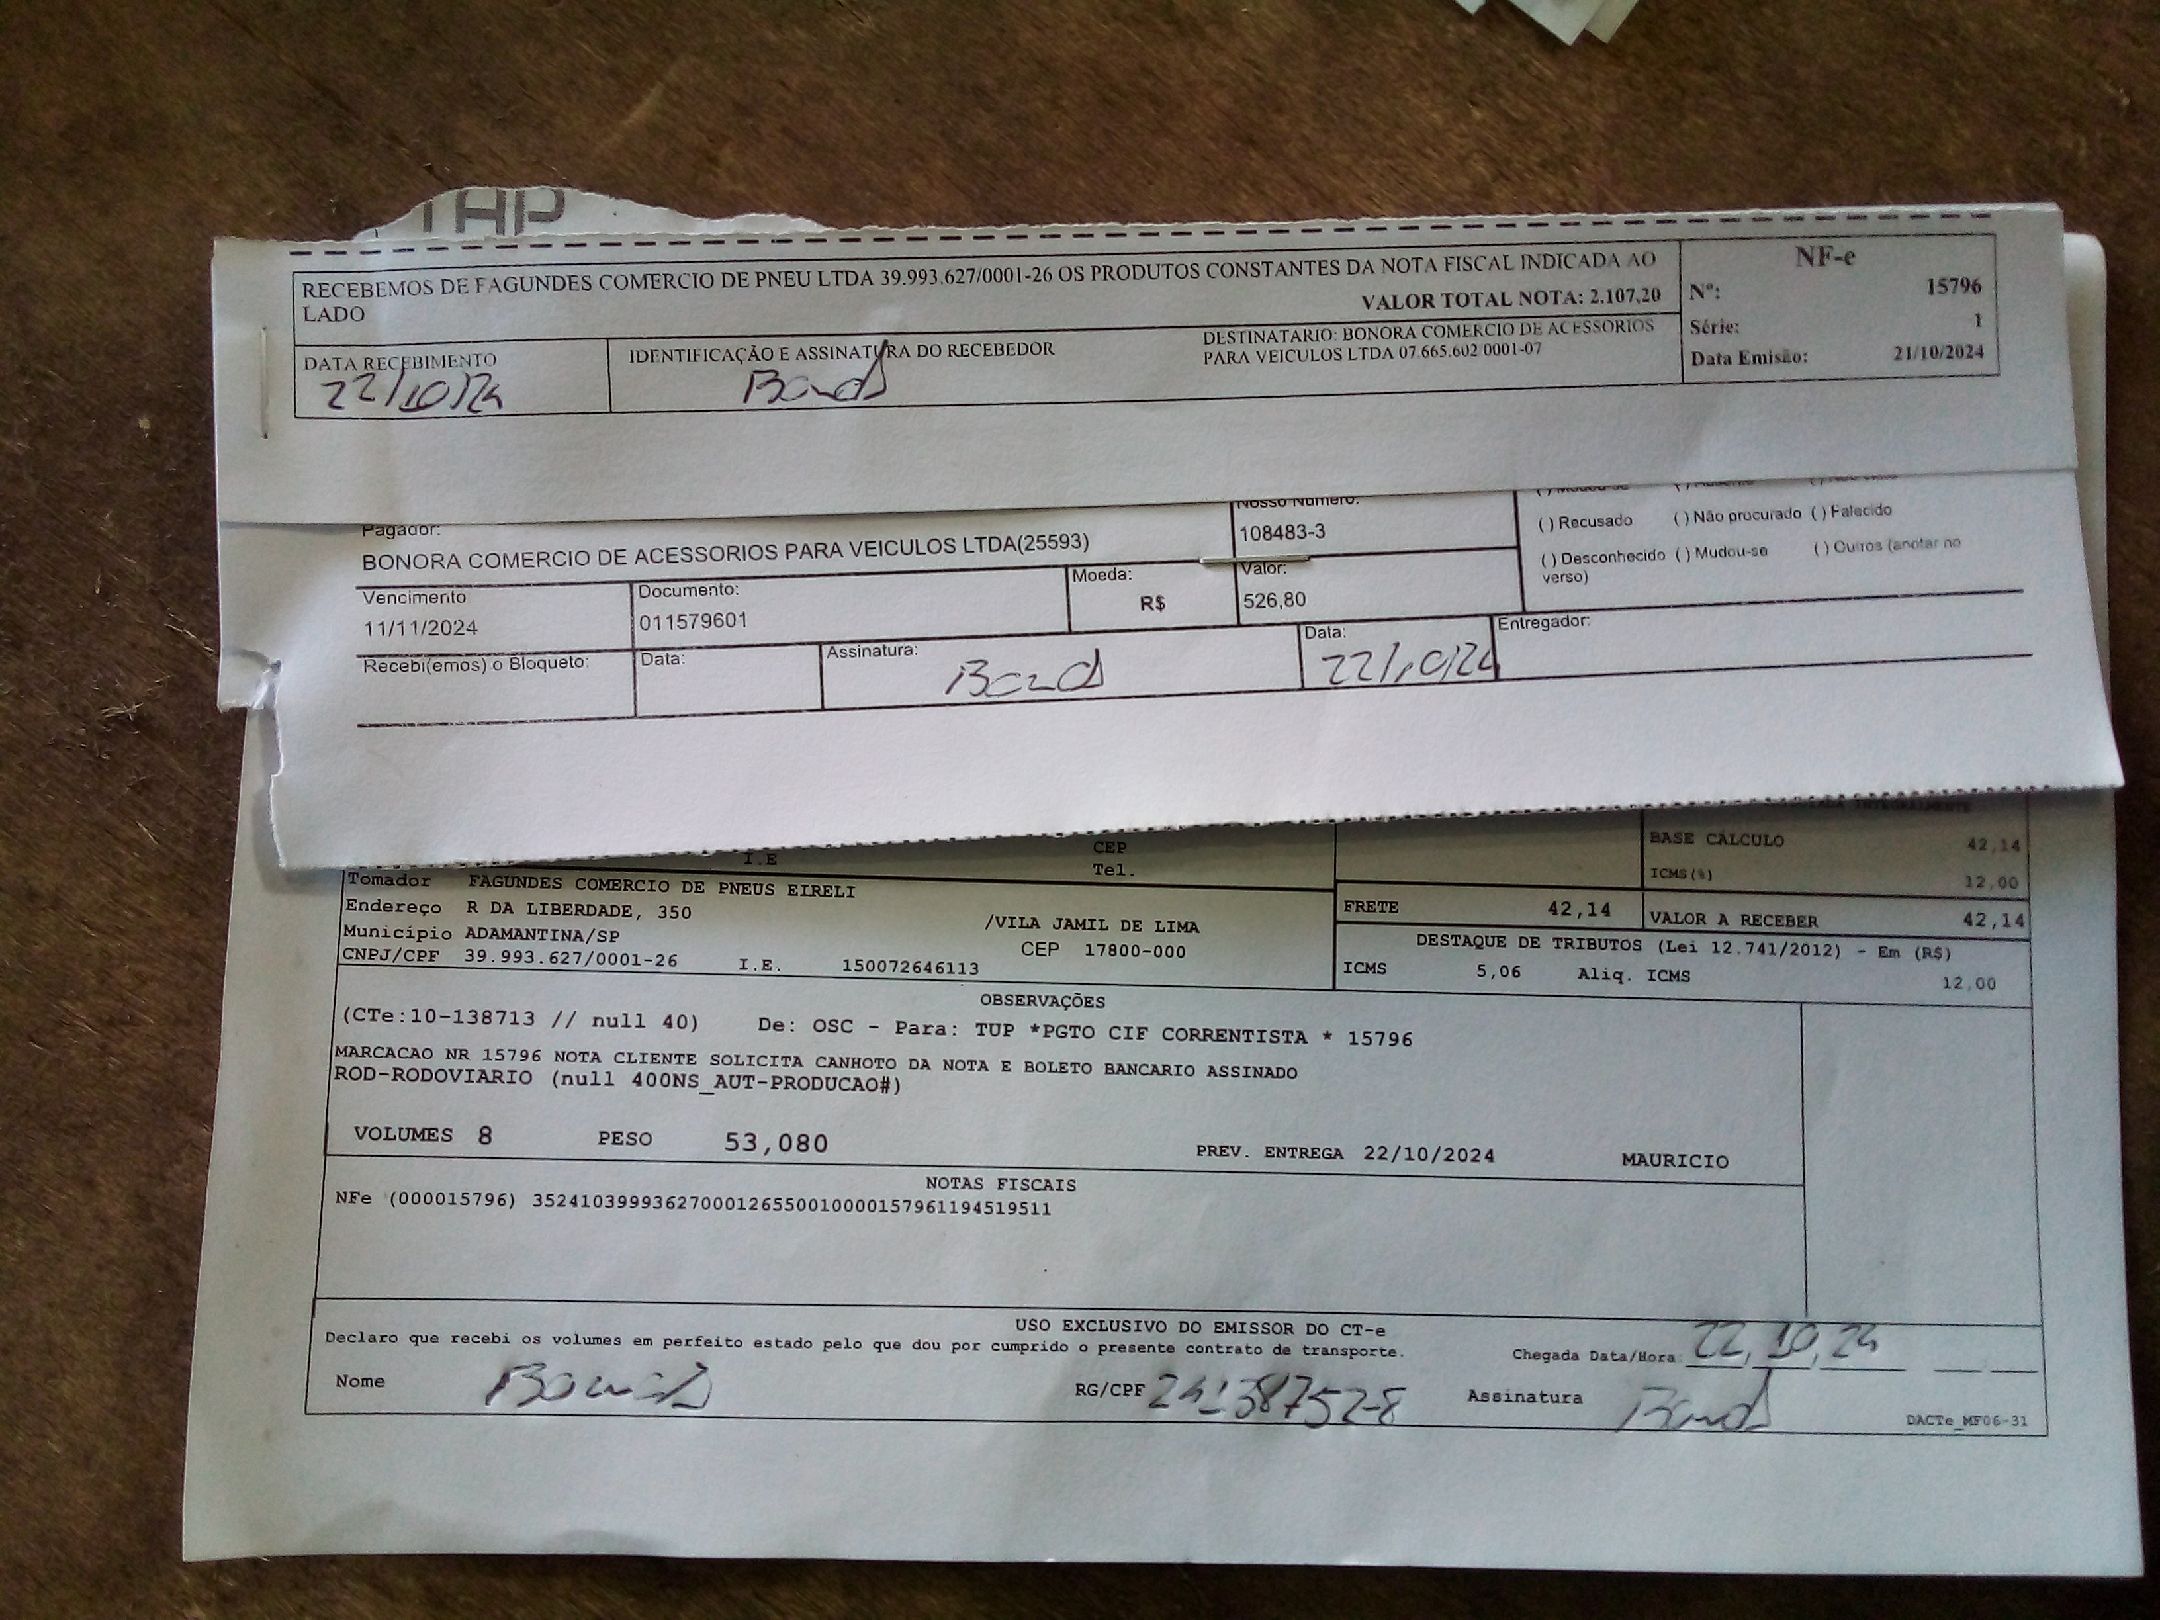 RECEBEMOS DE FAGUNDES COMERCIO DE PNEU LTDA 39.993.627/0001-26 OS PRODUTOS CONSTANTES DA NOTA FISCAL INDICADA AO
LADO
VALOR TOTAL NOTA: 2.107,20
NF-e
Nº: 15796
Série: 1
Data Emisão: 21/10/2024
DATA RECEBIMENTO
22/10/24
IDENTIFICAÇÃO E ASSINATURA DO RECEBEDOR
DESTINATARIO: BONORA COMERCIO DE ACESSORIOS
PARA VEICULOS LTDA 07.665.602/0001-07
Pagador:
BONORA COMERCIO DE ACESSORIOS PARA VEICULOS LTDA(25593)
Nosso Número:
108483-3
( ) Recusado ( ) Não procurado ( ) Falecido
( ) Desconhecido ( ) Mudou-se ( ) Outros (anotar no
verso)
Vencimento
11/11/2024
Documento:
011579601
Moeda:
R$
Valor:
526,80
Recebi(emos) o Bloqueto:
Data:
Assinatura:
Data:
22/10/24
Entregador:
I.E
CEP
Tel.
BASE CÁLCULO 42,14
ICMS(%) 12,00
Tomador FAGUNDES COMERCIO DE PNEUS EIRELI
Endereço R DA LIBERDADE, 350 /VILA JAMIL DE LIMA
Município ADAMANTINA/SP CEP 17800-000
CNPJ/CPF 39.993.627/0001-26 I.E. 150072646113
FRETE 42,14
VALOR A RECEBER 42,14
DESTAQUE DE TRIBUTOS (Lei 12.741/2012) - Em (R$)
ICMS 5,06 Aliq. ICMS 12,00
OBSERVAÇÕES
(CTe:10-138713 // null 40) De: OSC - Para: TUP *PGTO CIF CORRENTISTA * 15796
MARCACAO NR 15796 NOTA CLIENTE SOLICITA CANHOTO DA NOTA E BOLETO BANCARIO ASSINADO
ROD-RODOVIARIO (null 400NS_AUT-PRODUCAO#)
VOLUMES 8 PESO 53,080 PREV. ENTREGA 22/10/2024 MAURICIO
NOTAS FISCAIS
NFe (000015796) 35241039993627000126550010000157961194519511
USO EXCLUSIVO DO EMISSOR DO CT-e
Declaro que recebi os volumes em perfeito estado pelo que dou por cumprido o presente contrato de transporte.
Chegada Data/Hora: 22,10,24
Nome
RG/CPF
Assinatura
DACTe_MF06-31